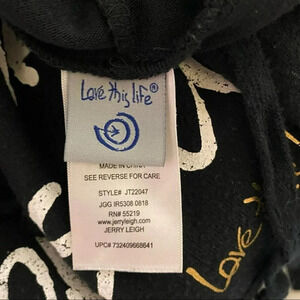 Love this life®
MADE IN CHINA
SEE REVERSE FOR CARE
STYLE# JT22047
JGG IR5308 0818
RN# 55219
www.jerryleigh.com
JERRY LEIGH
UPC# 732409668641
Love